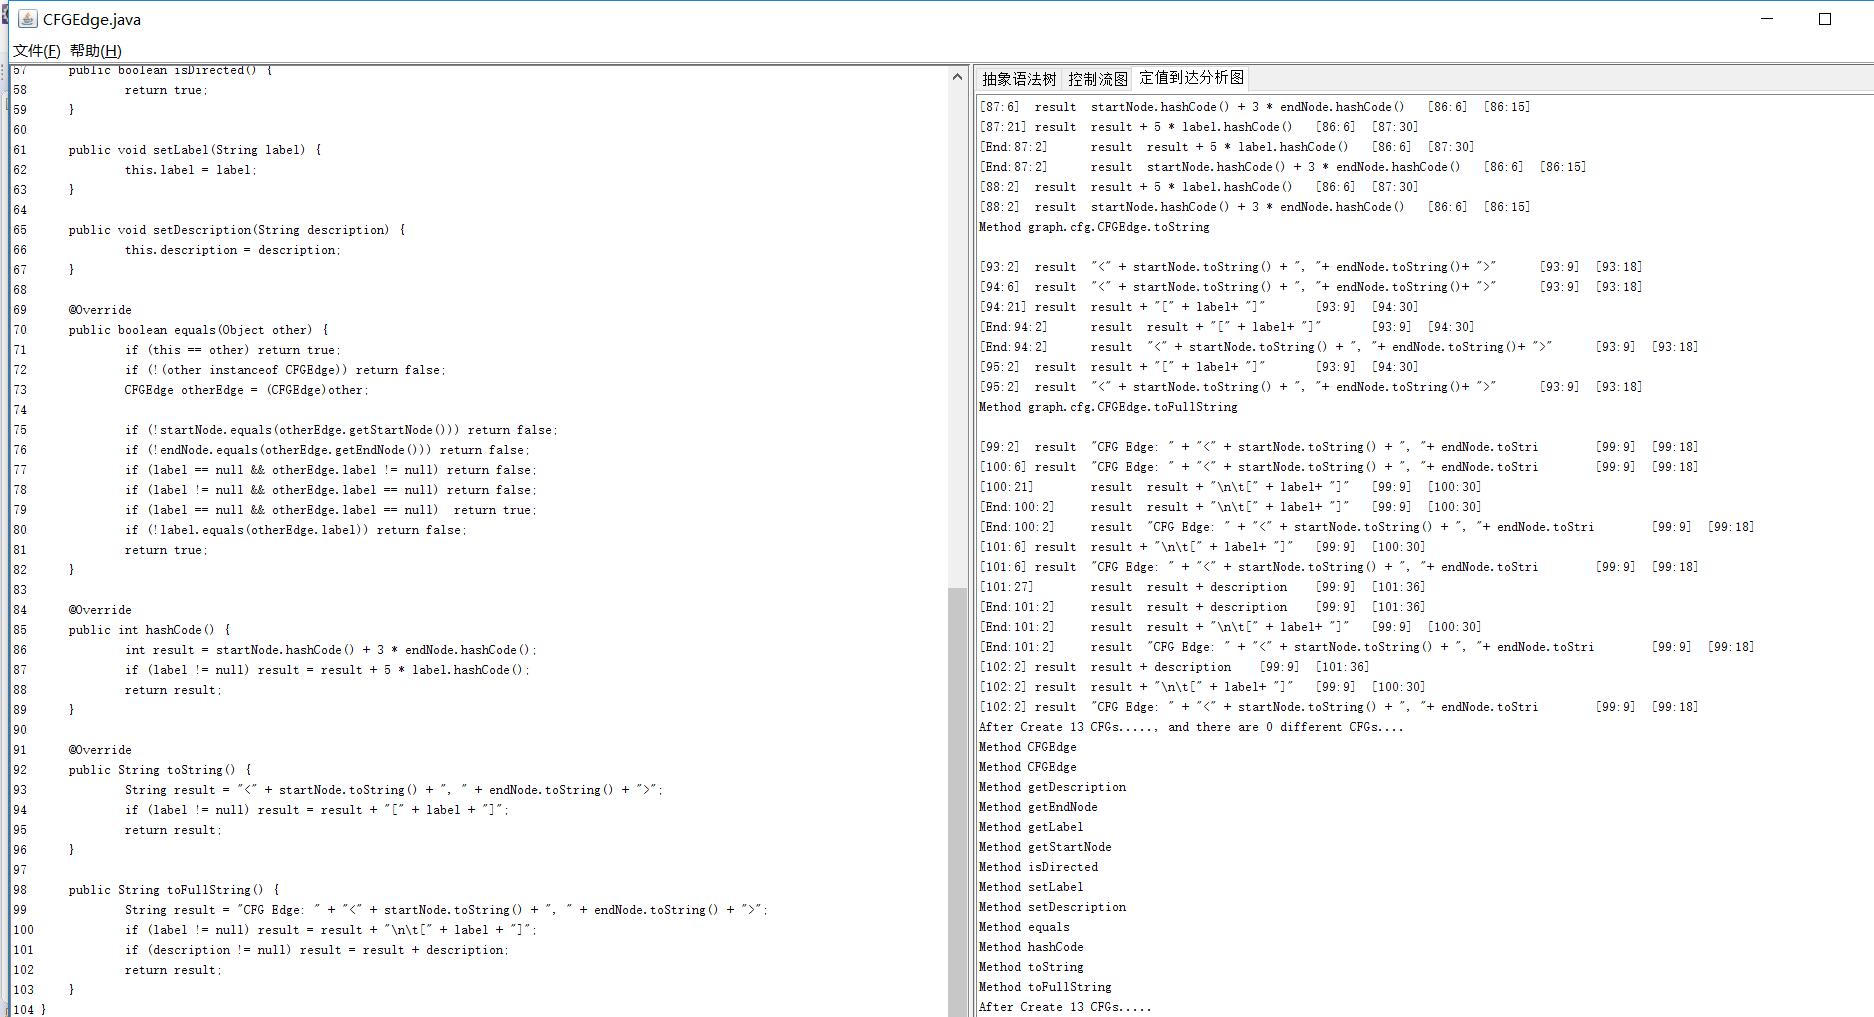 CFGEdge.java
文件(F) 帮助(H)
57 public boolean isDirected() {
58 return true;
59 }
60
61 public void setLabel(String label) {
62 this.label = label;
63 }
64
65 public void setDescription(String description) {
66 this.description = description;
67 }
68
69 @Override
70 public boolean equals(Object other) {
71 if (this == other) return true;
72 if (!(other instanceof CFGEdge)) return false;
73 CFGEdge otherEdge = (CFGEdge)other;
74
75 if (!startNode.equals(otherEdge.getStartNode())) return false;
76 if (!endNode.equals(otherEdge.getEndNode())) return false;
77 if (label == null && otherEdge.label != null) return false;
78 if (label != null && otherEdge.label == null) return false;
79 if (label == null && otherEdge.label == null)  return true;
80 if (!label.equals(otherEdge.label)) return false;
81 return true;
82 }
83
84 @Override
85 public int hashCode() {
86 int result = startNode.hashCode() + 3 * endNode.hashCode();
87 if (label != null) result = result + 5 * label.hashCode();
88 return result;
89 }
90
91 @Override
92 public String toString() {
93 String result = "<" + startNode.toString() + ", " + endNode.toString() + ">";
94 if (label != null) result = result + "[" + label + "]";
95 return result;
96 }
97
98 public String toFullString() {
99 String result = "CFG Edge: " + "<" + startNode.toString() + ", " + endNode.toString() + ">";
100 if (label != null) result = result + "\n\t[" + label + "]";
101 if (description != null) result = result + description;
102 return result;
103 }
104 }
抽象语法树 控制流图 定值到达分析图
[87:6] result startNode.hashCode() + 3 * endNode.hashCode() [86:6] [86:15]
[87:21] result result + 5 * label.hashCode() [86:6] [87:30]
[End:87:2] result result + 5 * label.hashCode() [86:6] [87:30]
[End:87:2] result startNode.hashCode() + 3 * endNode.hashCode() [86:6] [86:15]
[88:2] result result + 5 * label.hashCode() [86:6] [87:30]
[88:2] result startNode.hashCode() + 3 * endNode.hashCode() [86:6] [86:15]
Method graph.cfg.CFGEdge.toString
[93:2] result "<" + startNode.toString() + ", "+ endNode.toString()+ ">" [93:9] [93:18]
[94:6] result "<" + startNode.toString() + ", "+ endNode.toString()+ ">" [93:9] [93:18]
[94:21] result result + "[" + label+ "]" [93:9] [94:30]
[End:94:2] result result + "[" + label+ "]" [93:9] [94:30]
[End:94:2] result "<" + startNode.toString() + ", "+ endNode.toString()+ ">" [93:9] [93:18]
[95:2] result result + "[" + label+ "]" [93:9] [94:30]
[95:2] result "<" + startNode.toString() + ", "+ endNode.toString()+ ">" [93:9] [93:18]
Method graph.cfg.CFGEdge.toFullString
[99:2] result "CFG Edge: " + "<" + startNode.toString() + ", "+ endNode.toStri [99:9] [99:18]
[100:6] result "CFG Edge: " + "<" + startNode.toString() + ", "+ endNode.toStri [99:9] [99:18]
[100:21] result result + "\n\t[" + label+ "]" [99:9] [100:30]
[End:100:2] result result + "\n\t[" + label+ "]" [99:9] [100:30]
[End:100:2] result "CFG Edge: " + "<" + startNode.toString() + ", "+ endNode.toStri [99:9] [99:18]
[101:6] result result + "\n\t[" + label+ "]" [99:9] [100:30]
[101:6] result "CFG Edge: " + "<" + startNode.toString() + ", "+ endNode.toStri [99:9] [99:18]
[101:27] result result + description [99:9] [101:36]
[End:101:2] result result + description [99:9] [101:36]
[End:101:2] result result + "\n\t[" + label+ "]" [99:9] [100:30]
[End:101:2] result "CFG Edge: " + "<" + startNode.toString() + ", "+ endNode.toStri [99:9] [99:18]
[102:2] result result + description [99:9] [101:36]
[102:2] result result + "\n\t[" + label+ "]" [99:9] [100:30]
[102:2] result "CFG Edge: " + "<" + startNode.toString() + ", "+ endNode.toStri [99:9] [99:18]
After Create 13 CFGs....., and there are 0 different CFGs....
Method CFGEdge
Method CFGEdge
Method getDescription
Method getEndNode
Method getLabel
Method getStartNode
Method isDirected
Method setLabel
Method setDescription
Method equals
Method hashCode
Method toString
Method toFullString
After Create 13 CFGs.....